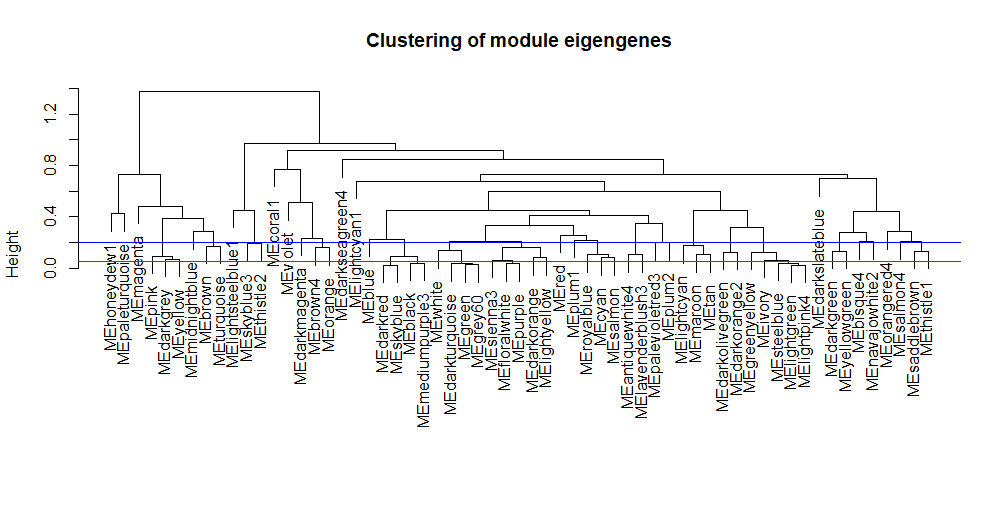 Clustering of module eigengenes
Height
0.0
0.4
0.8
1.2
MEhoneydew1
MEpaleturquoise
MEmagenta
MEpink
MEdarkgrey
MEyellow
MEmidnightblue
MEbrown
MEturquoise
MElightsteelblue1
MEskyblue3
MEthistle2
MEcoral1
MEviolet
MEdarkmagenta
MEbrown4
MEorange
MEdarkseagreen4
MElightcyan1
MEblue
MEdarkred
MEskyblue
MEblack
MEmediumpurple3
MEwhite
MEdarkturquoise
MEgreen
MEgrey60
MEsienna3
MEfloralwhite
MEpurple
MEdarkorange
MElightyellow
MEred
MEplum1
MEroyalblue
MEcyan
MEsalmon
MEantiquewhite4
MElavenderblush3
MEpalevioletred3
MEplum2
MElightcyan
MEmaroon
MEtan
MEdarkolivegreen
MEdarkorange2
MEgreenyellow
MEivory
MEsteelblue
MElightgreen
MElightpink4
MEdarkslateblue
MEdarkgreen
MEyellowgreen
MEbisque4
MEnavajowhite2
MEorangered4
MEsalmon4
MEsaddlebrown
MEthistle1